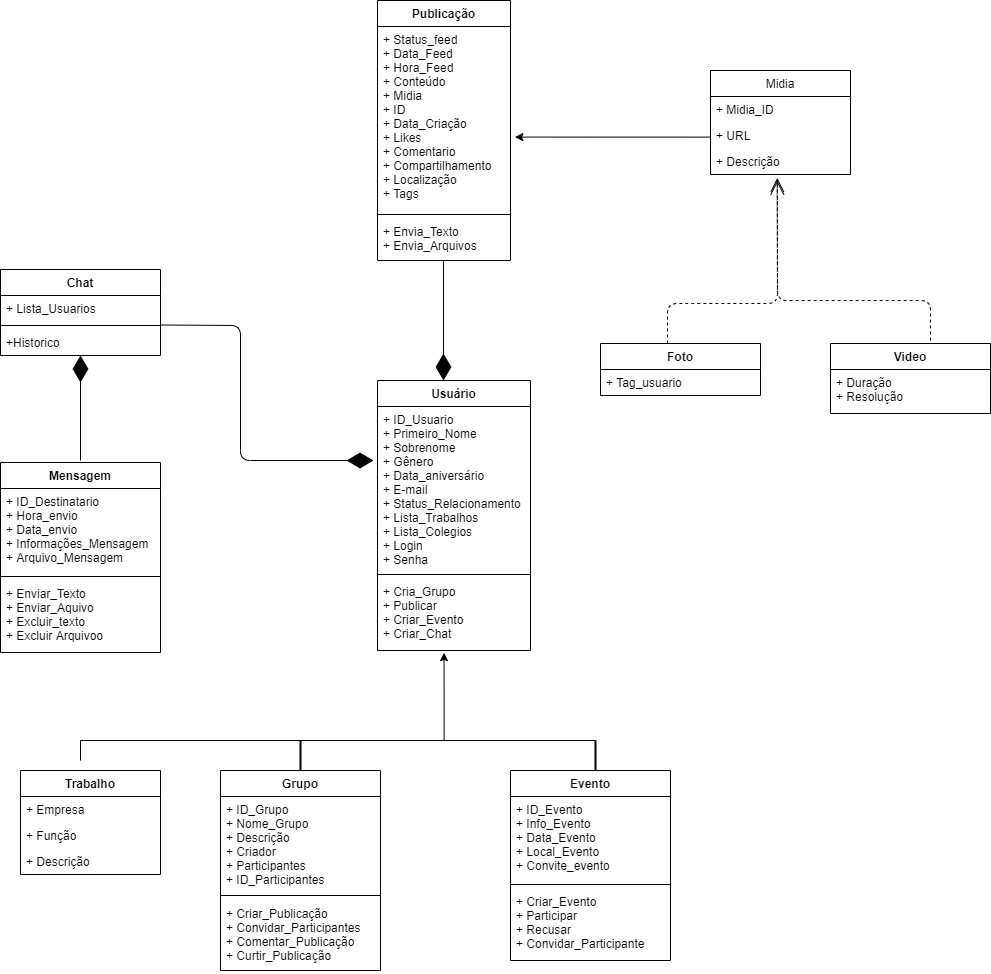 Publicação
+ Status_feed
+ Data_Feed
+ Hora_Feed
+ Conteúdo
+ Midia
+ ID
+ Data_Criação
+ Likes
+ Comentario
+ Compartilhamento
+ Localização
+ Tags
+ Envia_Texto
+ Envia_Arquivos
Midia
+ Midia_ID
+ URL
+ Descrição
Chat
+ Lista_Usuarios
+Historico
Foto
+ Tag_usuario
Video
+ Duração
+ Resolução
Usuário
+ ID_Usuario
+ Primeiro_Nome
+ Sobrenome
+ Gênero
+ Data_aniversário
+ E-mail
+ Status_Relacionamento
+ Lista_Trabalhos
+ Lista_Colegios
+ Login
+ Senha
+ Cria_Grupo
+ Publicar
+ Criar_Evento
+ Criar_Chat
Mensagem
+ ID_Destinatario
+ Hora_envio
+ Data_envio
+ Informações_Mensagem
+ Arquivo_Mensagem
+ Enviar_Texto
+ Enviar_Aquivo
+ Excluir_texto
+ Excluir Arquivoo
Trabalho
+ Empresa
+ Função
+ Descrição
Grupo
+ ID_Grupo
+ Nome_Grupo
+ Descrição
+ Criador
+ Participantes
+ ID_Participantes
+ Criar_Publicação
+ Convidar_Participantes
+ Comentar_Publicação
+ Curtir_Publicação
Evento
+ ID_Evento
+ Info_Evento
+ Data_Evento
+ Local_Evento
+ Convite_evento
+ Criar_Evento
+ Participar
+ Recusar
+ Convidar_Participante